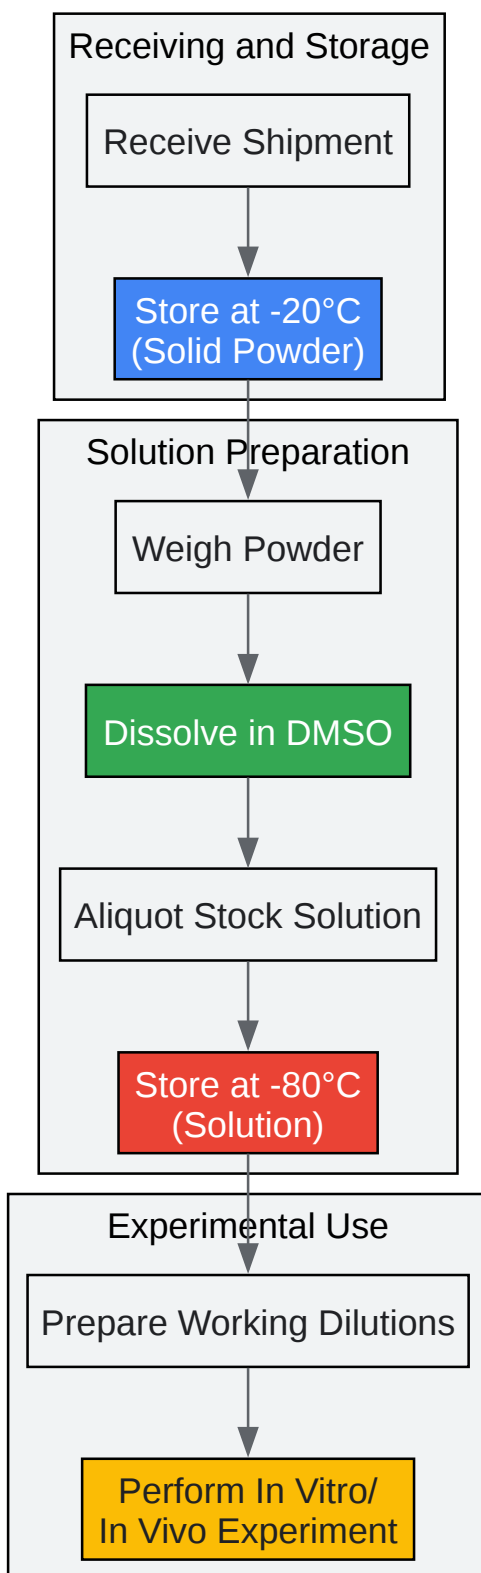 Receiving and Storage
Receive Shipment
Store at -20°C
(Solid Powder)
Solution Preparation
Weigh Powder
Dissolve in DMSO
Aliquot Stock Solution
Store at -80°C
(Solution)
Experimental Use
Prepare Working Dilutions
Perform In Vitro/
In Vivo Experiment